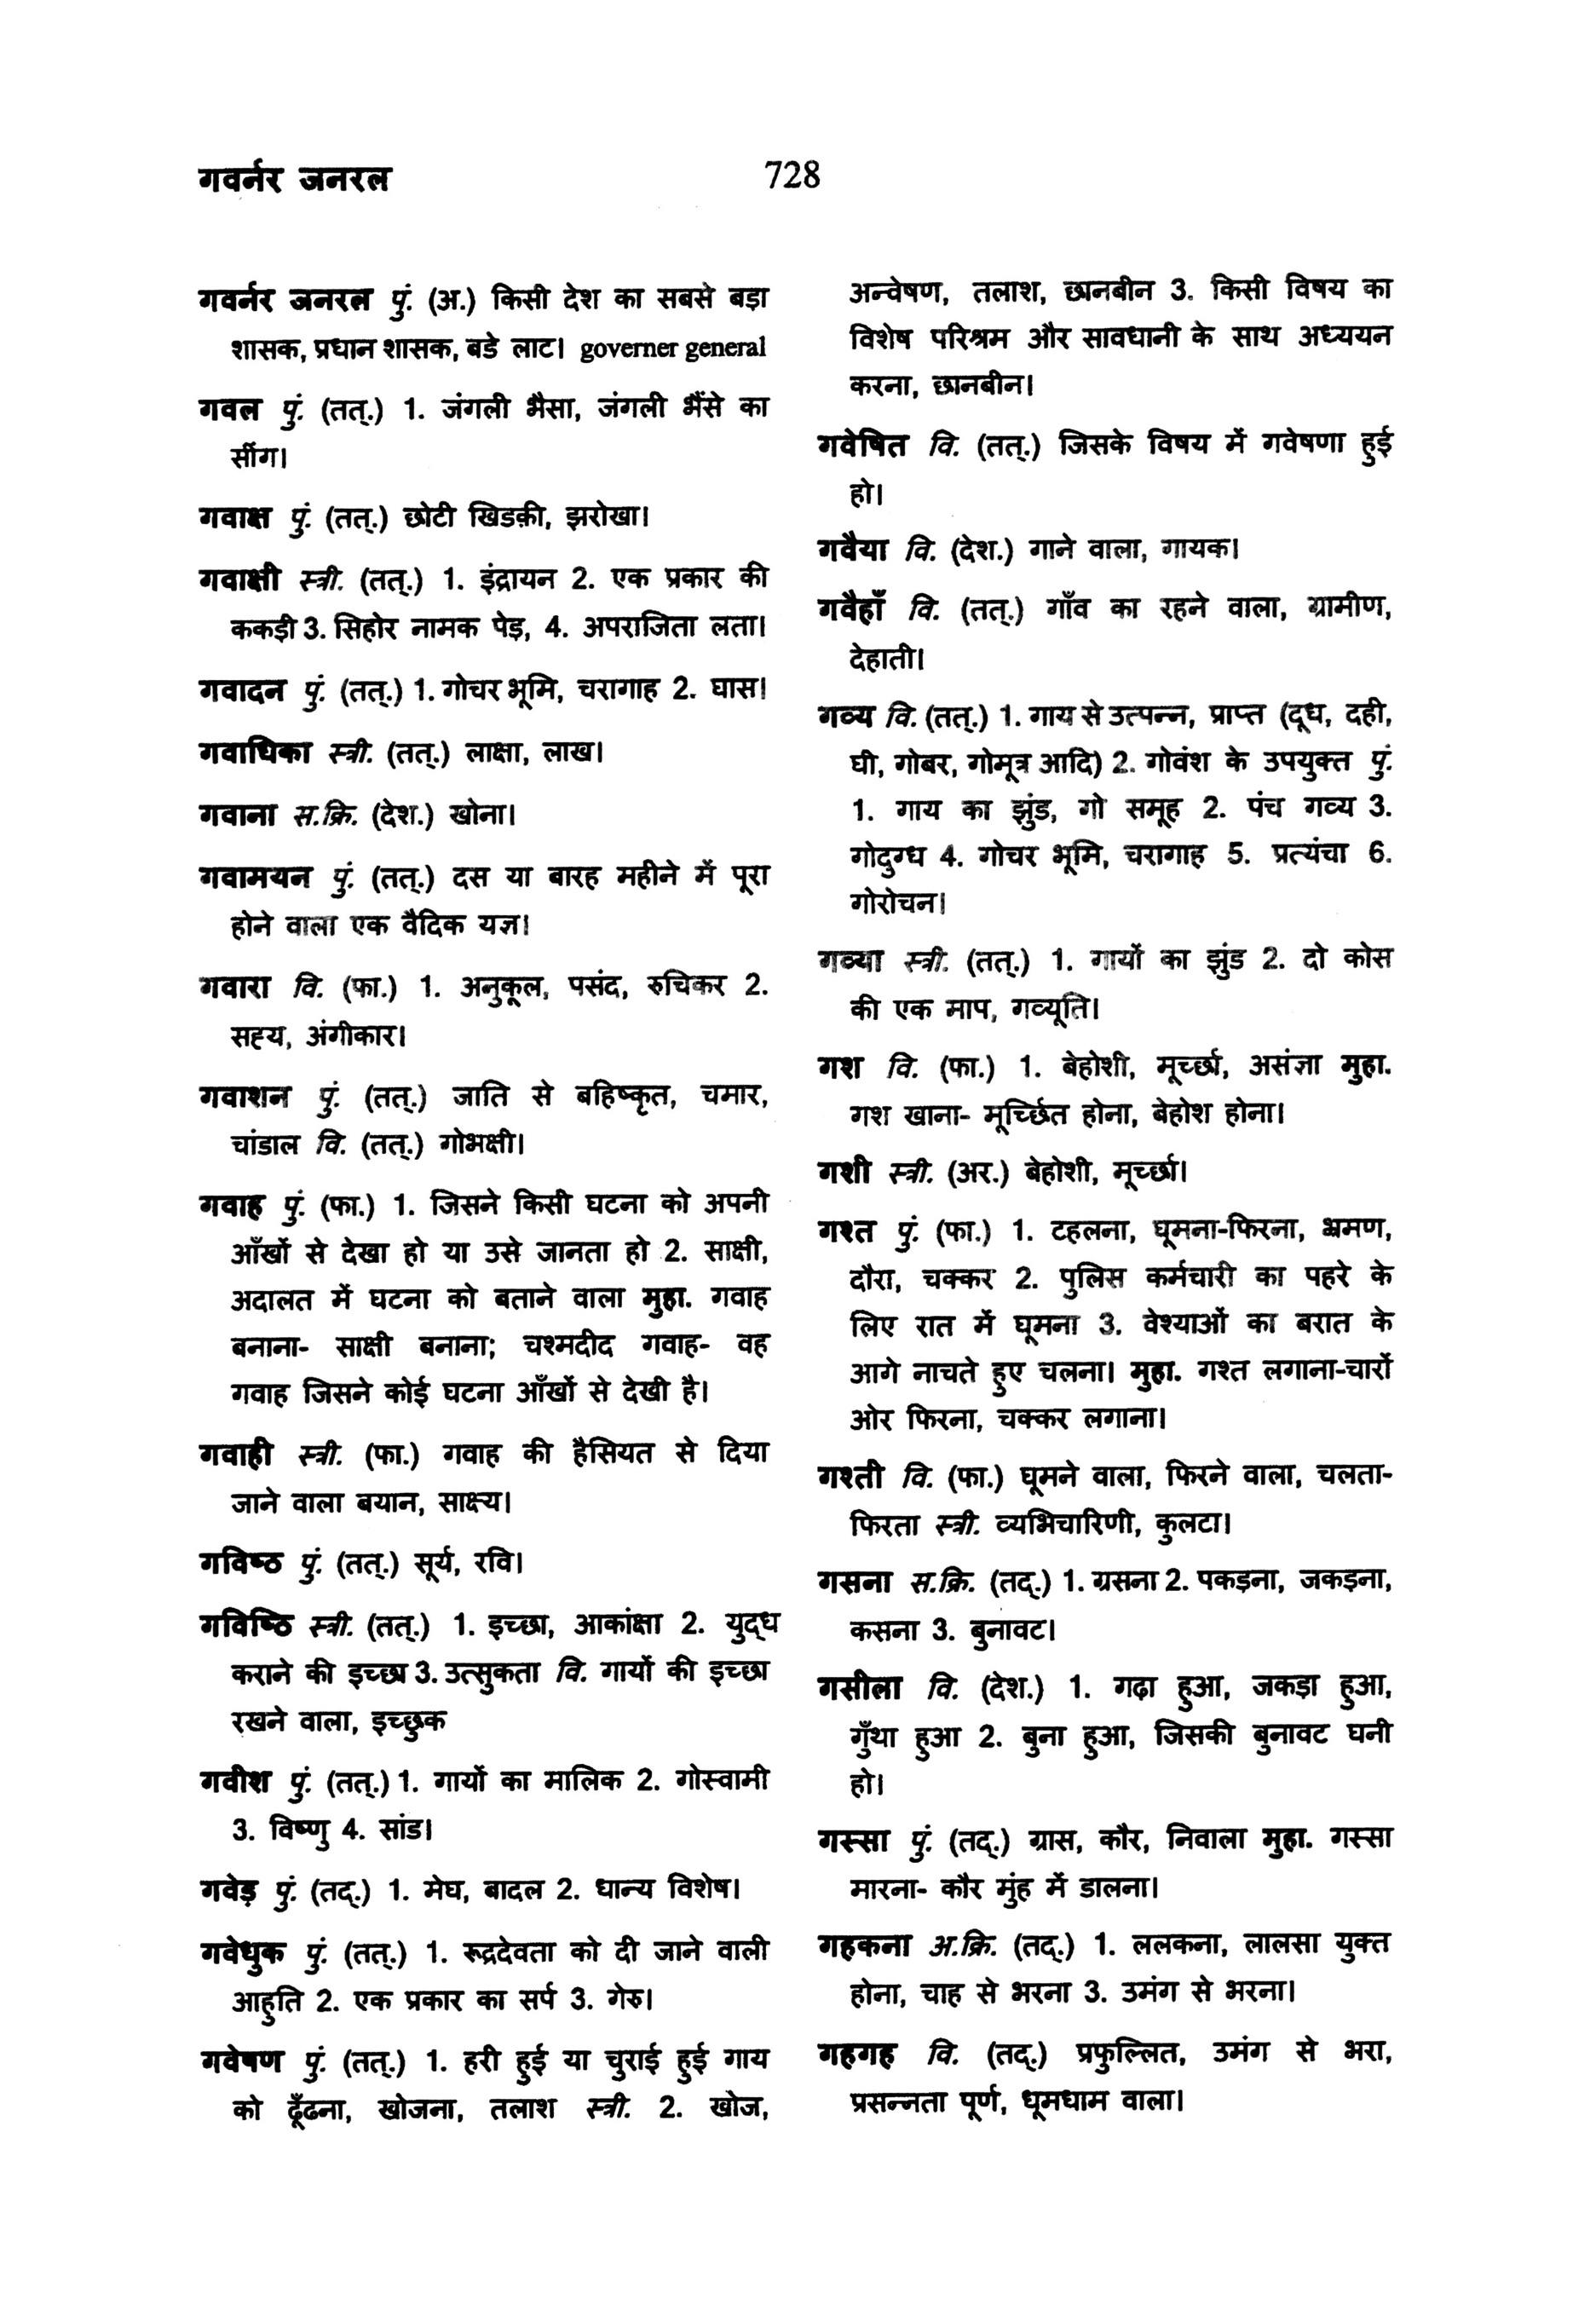 गवर्नर जनरल
728
गवर्नर जनरल पुं. (अ.) किसी देश का सबसे बड़ा
शासक, प्रधान शासक, बडे लाट। governer general
गवल पुं. (तत्.) 1. जंगली भैसा, जंगली भैंसे का
सींग।
गवाक्ष पुं. (तत्.) छोटी खिडक़ी, झरोखा।
गवाक्षी स्त्री. (तत्.) 1. इंद्रायन 2. एक प्रकार की
ककड़ी 3. सिहोर नामक पेड़, 4. अपराजिता लता।
गवादन पुं. (तत्.) 1. गोचर भूमि, चरागाह 2. घास।
गवाधिका स्त्री. (तत्.) लाक्षा, लाख।
गवाना स.क्रि. (देश.) खोना।
गवामयन पुं. (तत्.) दस या बारह महीने में पूरा
होने वाला एक वैदिक यज्ञ।
गवारा वि. (फा.) 1. अनुकूल, पसंद, रुचिकर 2.
सह्य, अंगीकार।
गवाशन पुं. (तत्.) जाति से बहिष्कृत, चमार,
चांडाल वि. (तत्.) गोभक्षी।
गवाह पुं. (फा.) 1. जिसने किसी घटना को अपनी
आँखों से देखा हो या उसे जानता हो 2. साक्षी,
अदालत में घटना को बताने वाला मुहा. गवाह
बनाना- साक्षी बनाना; चश्मदीद गवाह- वह
गवाह जिसने कोई घटना आँखों से देखी है।
गवाही स्त्री. (फा.) गवाह की हैसियत से दिया
जाने वाला बयान, साक्ष्य।
गविष्ठ पुं. (तत्.) सूर्य, रवि।
गविष्ठि स्त्री. (तत्.) 1. इच्छा, आकांक्षा 2. युद्ध
कराने की इच्छा 3. उत्सुकता वि. गायों की इच्छा
रखने वाला, इच्छुक
गवीश पुं. (तत्.) 1. गायों का मालिक 2. गोस्वामी
3. विष्णु 4. सांड।
गवेड़ पुं. (तद्.) 1. मेघ, बादल 2. धान्य विशेष।
गवेधुक पुं. (तत्.) 1. रूद्रदेवता को दी जाने वाली
आहुति 2. एक प्रकार का सर्प 3. गेरु।
गवेषण पुं. (तत्.) 1. हरी हुई या चुराई हुई गाय
को ढूँढना, खोजना, तलाश स्त्री. 2. खोज,
अन्वेषण, तलाश, छानबीन 3. किसी विषय का
विशेष परिश्रम और सावधानी के साथ अध्ययन
करना, छानबीन।
गवेषित वि. (तत्.) जिसके विषय में गवेषणा हुई
हो।
गवैया वि. (देश.) गाने वाला, गायक।
गवैहाँ वि. (तत्.) गाँव का रहने वाला, ग्रामीण,
देहाती।
गव्य वि. (तत्.) 1. गाय से उत्पन्न, प्राप्त (दूध, दही,
घी, गोबर, गोमूत्र आदि) 2. गोवंश के उपयुक्त पुं.
1. गाय का झुंड, गो समूह 2. पंच गव्य 3.
गोदुग्ध 4. गोचर भूमि, चरागाह 5. प्रत्यंचा 6.
गोरोचन।
गव्या स्त्री. (तत्.) 1. गायों का झुंड 2. दो कोस
की एक माप, गव्यूति।
गश वि. (फा.) 1. बेहोशी, मूर्च्छा, असंज्ञा मुहा.
गश खाना- मूर्च्छित होना, बेहोश होना।
गशी स्त्री. (अर.) बेहोशी, मूर्च्छा।
गश्त पुं. (फा.) 1. टहलना, घूमना-फिरना, भ्रमण,
दौरा, चक्कर 2. पुलिस कर्मचारी का पहरे के
लिए रात में घूमना 3. वेश्याओं का बरात के
आगे नाचते हुए चलना। मुहा. गश्त लगाना-चारों
ओर फिरना, चक्कर लगाना।
गश्ती वि. (फा.) घूमने वाला, फिरने वाला, चलता-
फिरता स्त्री. व्यभिचारिणी, कुलटा।
गसना स.क्रि. (तद्.) 1. ग्रसना 2. पकड़ना, जकड़ना,
कसना 3. बुनावट।
गसीला वि. (देश.) 1. गढ़ा हुआ, जकड़ा हुआ,
गुँथा हुआ 2. बुना हुआ, जिसकी बुनावट घनी
हो।
गस्सा पुं. (तद्.) ग्रास, कौर, निवाला मुहा. गस्सा
मारना- कौर मुंह में डालना।
गहकना अ.क्रि. (तद्.) 1. ललकना, लालसा युक्त
होना, चाह से भरना 3. उमंग से भरना।
गहगह वि. (तद्.) प्रफुल्लित, उमंग से भरा,
प्रसन्नता पूर्ण, धूमधाम वाला।